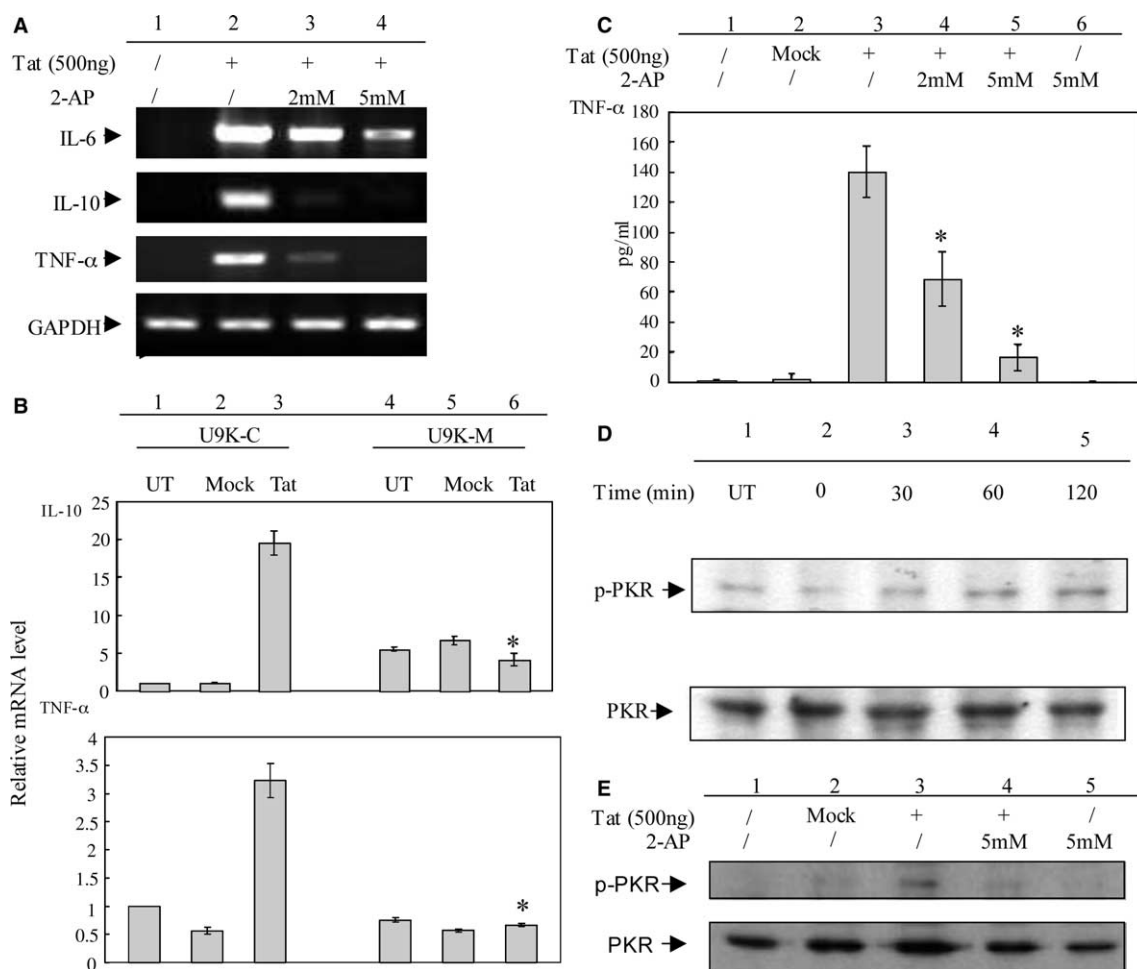 A
1 2 3 4
Tat (500ng) / + + +
2-AP / / 2mM 5mM
IL-6
IL-10
TNF-α
GAPDH
B
1 2 3 4 5 6
U9K-C U9K-M
UT Mock Tat UT Mock Tat
Relative mRNA level
IL-10
25
20
15
10
5
0
*
TNF-α
4
3.5
3
2.5
2
1.5
1
0.5
0
*
C
1 2 3 4 5 6
Tat (500ng) / Mock + + + /
2-AP / / / 2mM 5mM 5mM
TNF-α
pg/ml
180
160
140
120
100
80
60
40
20
0
*
*
D
1 2 3 4 5
Time (min) UT 0 30 60 120
p-PKR
PKR
E
1 2 3 4 5
Tat (500ng) / Mock + + /
2-AP / / / 5mM 5mM
p-PKR
PKR